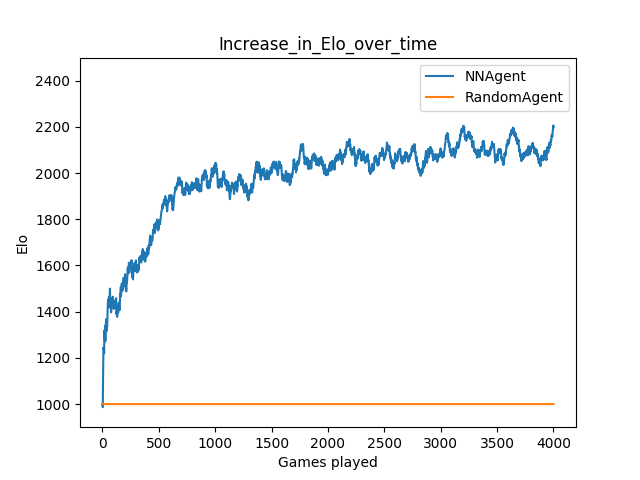 Increase_in_Elo_over_time
NNAgent
RandomAgent
2400
2200
2000
1800
1600
1400
1200
1000
Elo
0 500 1000 1500 2000 2500 3000 3500 4000
Games played